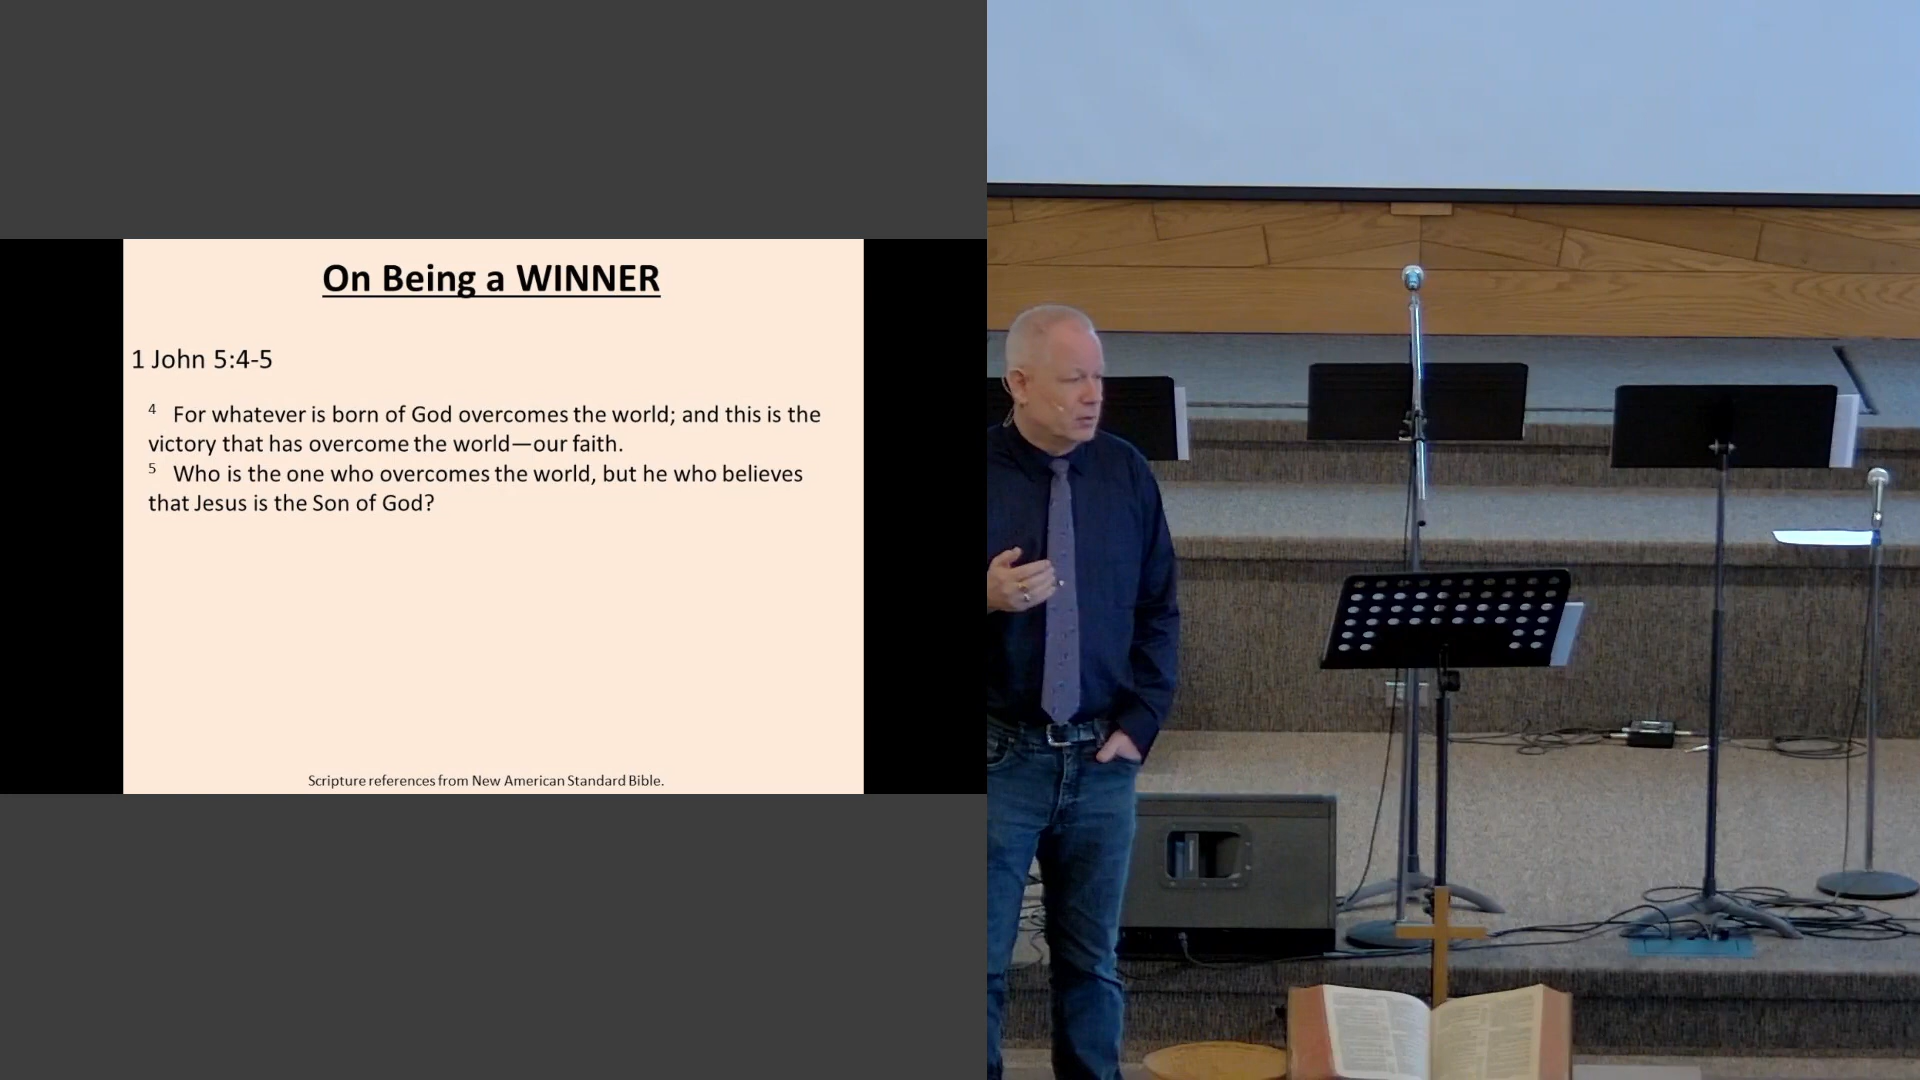 On Being a WINNER
1 John 5:4-5
4 For whatever is born of God overcomes the world; and this is the
victory that has overcome the world—our faith.
5 Who is the one who overcomes the world, but he who believes
that Jesus is the Son of God?
Scripture references from New American Standard Bible.